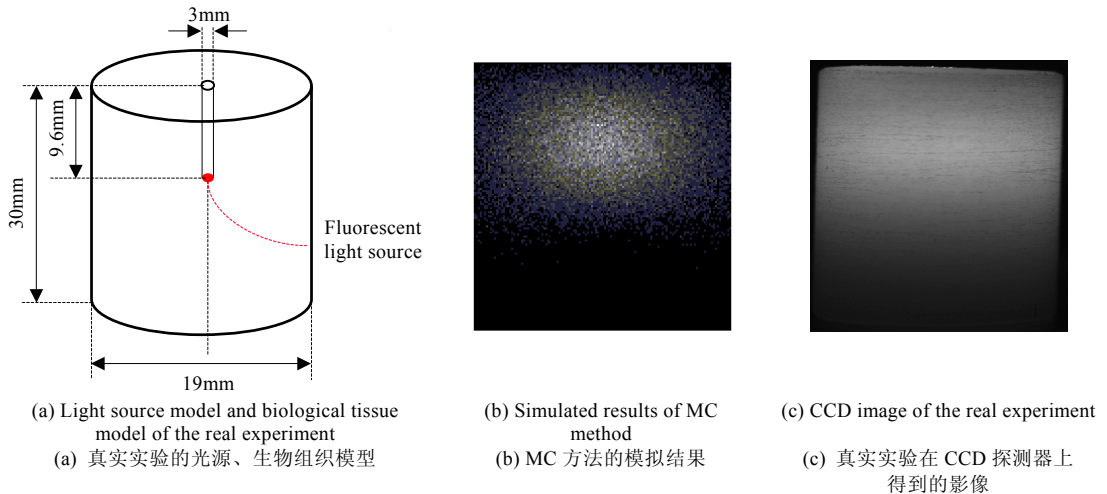 3mm
9.6mm
30mm
Fluorescent
light source
19mm
(a) Light source model and biological tissue
model of the real experiment
(a) 真实实验的光源、生物组织模型
(b) Simulated results of MC
method
(b) MC 方法的模拟结果
(c) CCD image of the real experiment
(c) 真实实验在 CCD 探测器上
得到的影像